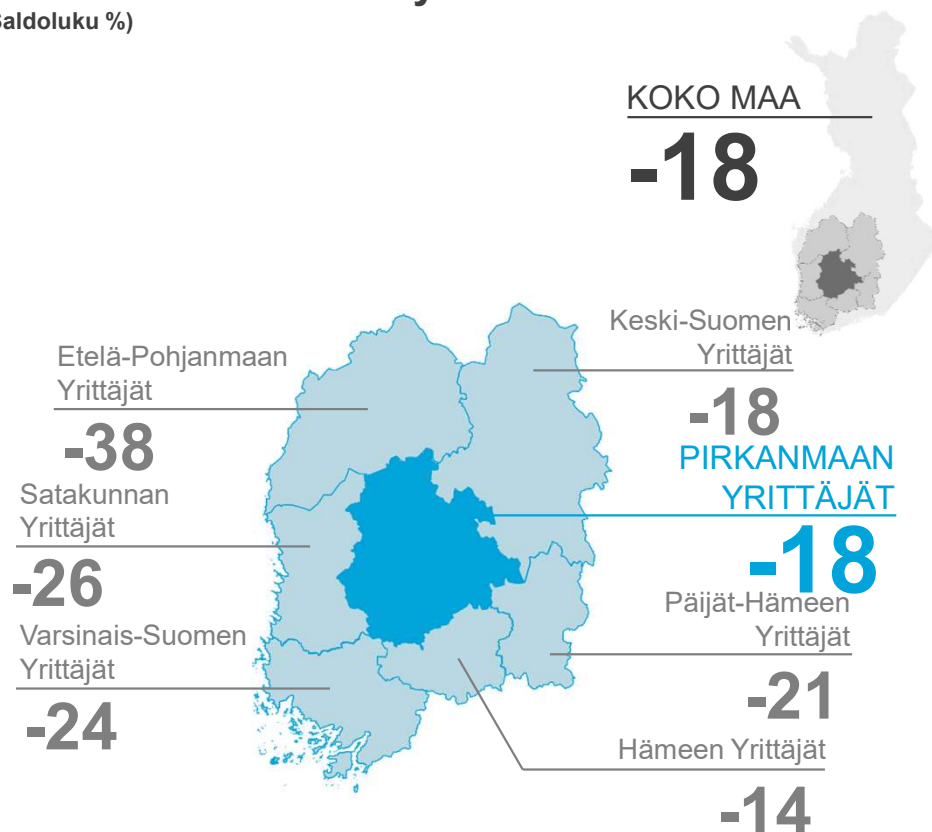 Saldoluku %)
KOKO MAA
-18
Keski-Suomen
Yrittäjät
-18
Etelä-Pohjanmaan
Yrittäjät
-38
PIRKANMAAN
YRITTÄJÄT
-18
Satakunnan
Yrittäjät
-26
Päijät-Hämeen
Yrittäjät
-21
Varsinais-Suomen
Yrittäjät
-24
Hämeen Yrittäjät
-14